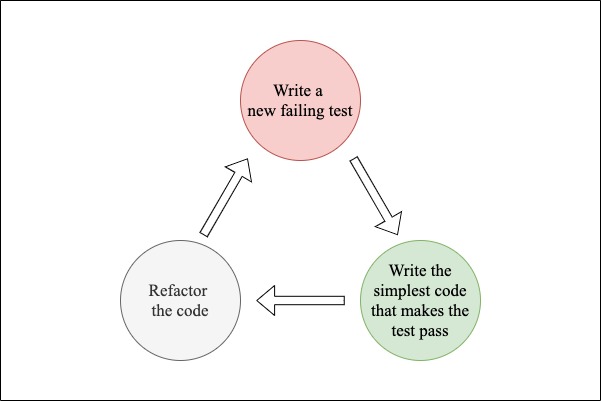 Write a
new failing test
Write the
simplest code
that makes the
test pass
Refactor
the code